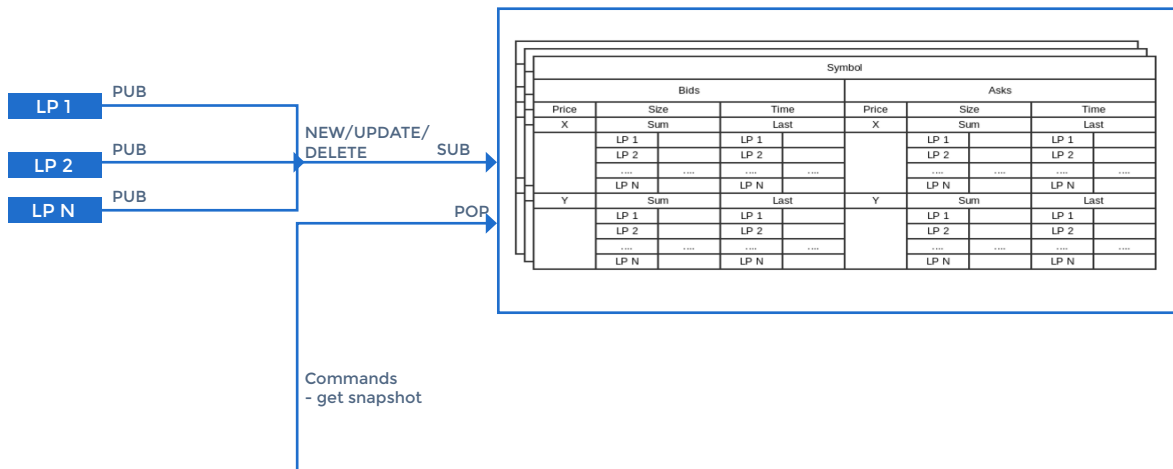 LP 1
PUB
LP 2
PUB
LP N
PUB
NEW/UPDATE/
DELETE
SUB
POP
Commands
- get snapshot
Symbol
Bids Asks
Price Size Time Price Size Time
X Sum Last X Sum Last
LP 1 LP 1 LP 1 LP 1
LP 2 LP 2 LP 2 LP 2
.... .... .... .... .... .... .... ....
LP N LP N LP N LP N
Y Sum Last Y Sum Last
LP 1 LP 1 LP 1 LP 1
LP 2 LP 2 LP 2 LP 2
.... .... .... .... .... .... .... ....
LP N LP N LP N LP N